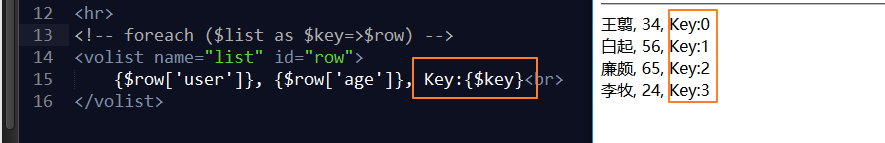 12 <hr>
13 <!-- foreach ($list as $key=>$row) -->
14 <volist name="list" id="row">
15 {$row['user']}, {$row['age']}, Key:{$key}<br>
16 </volist>
王翦, 34, Key:0
白起, 56, Key:1
廉颇, 65, Key:2
李牧, 24, Key:3